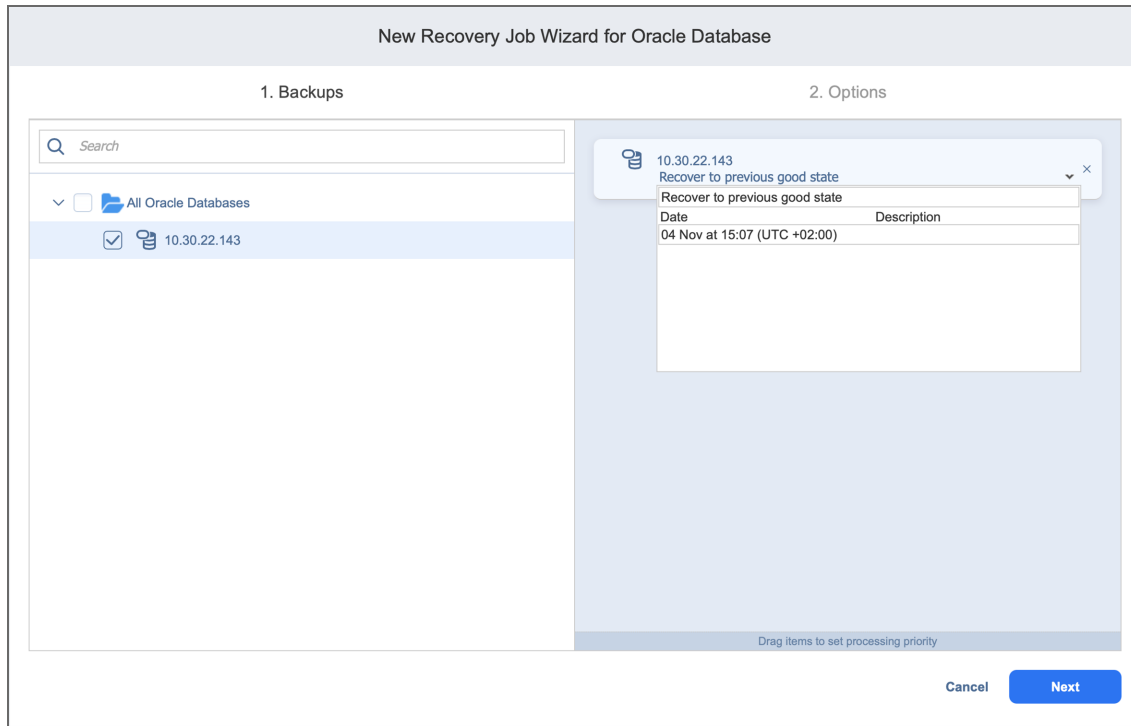 New Recovery Job Wizard for Oracle Database
1. Backups
2. Options
Search
All Oracle Databases
10.30.22.143
10.30.22.143
Recover to previous good state
Recover to previous good state
Date Description
04 Nov at 15:07 (UTC +02:00)
Drag items to set processing priority
Cancel Next